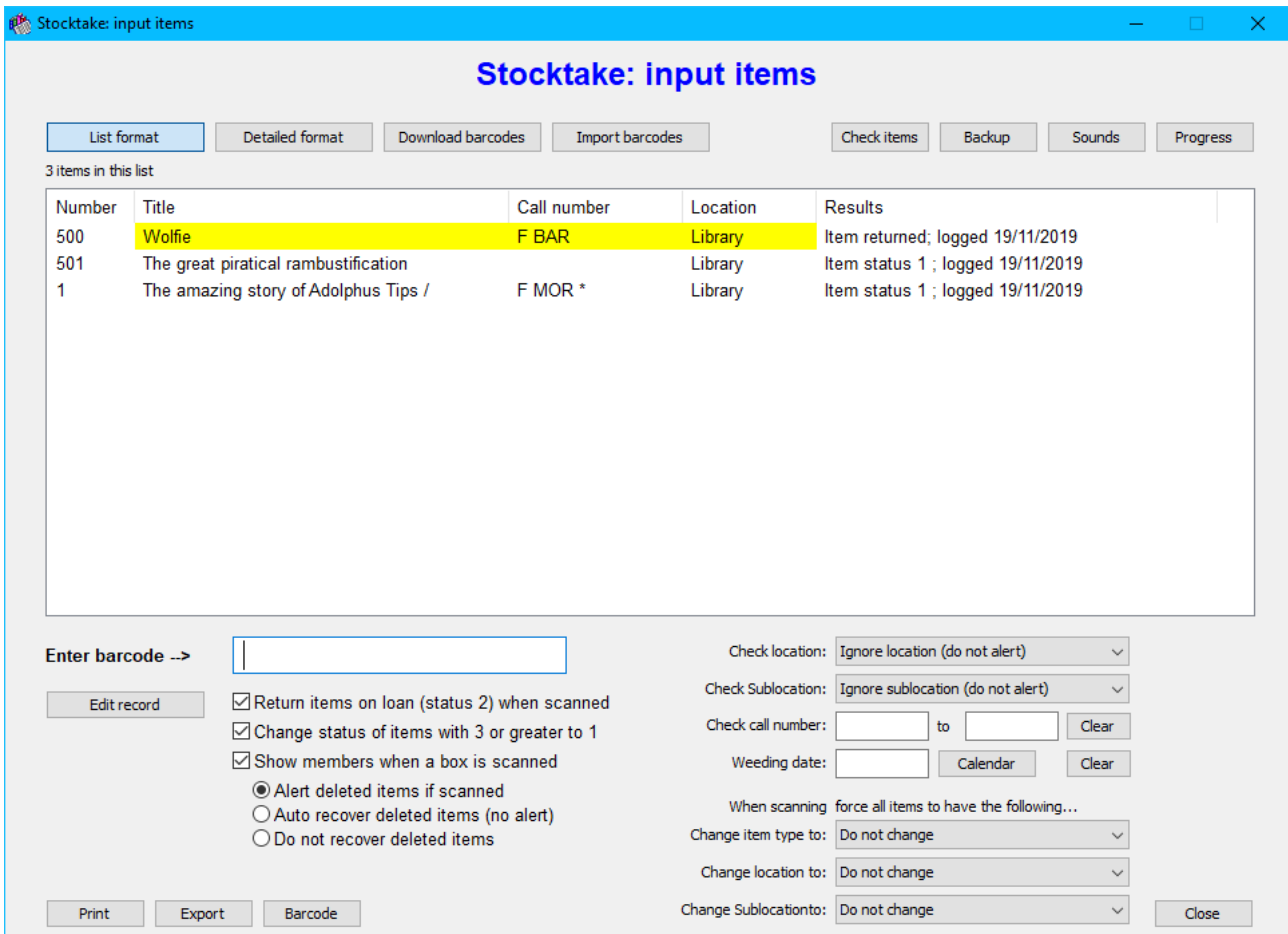 Stocktake: input items
Stocktake: input items
List format Detailed format Download barcodes Import barcodes Check items Backup Sounds Progress
3 items in this list
Number Title Call number Location Results
500 Wolfie F BAR Library Item returned; logged 19/11/2019
501 The great piratical rambustification Library Item status 1 ; logged 19/11/2019
1 The amazing story of Adolphus Tips / F MOR * Library Item status 1 ; logged 19/11/2019
Enter barcode --> Check location: Ignore location (do not alert)
Edit record Return items on loan (status 2) when scanned Check Sublocation: Ignore sublocation (do not alert)
Change status of items with 3 or greater to 1 Check call number: to Clear
Show members when a box is scanned Weeding date: Calendar Clear
Alert deleted items if scanned
Auto recover deleted items (no alert) When scanning force all items to have the following...
Do not recover deleted items Change item type to: Do not change
Change location to: Do not change
Print Export Barcode Change Sublocationto: Do not change Close